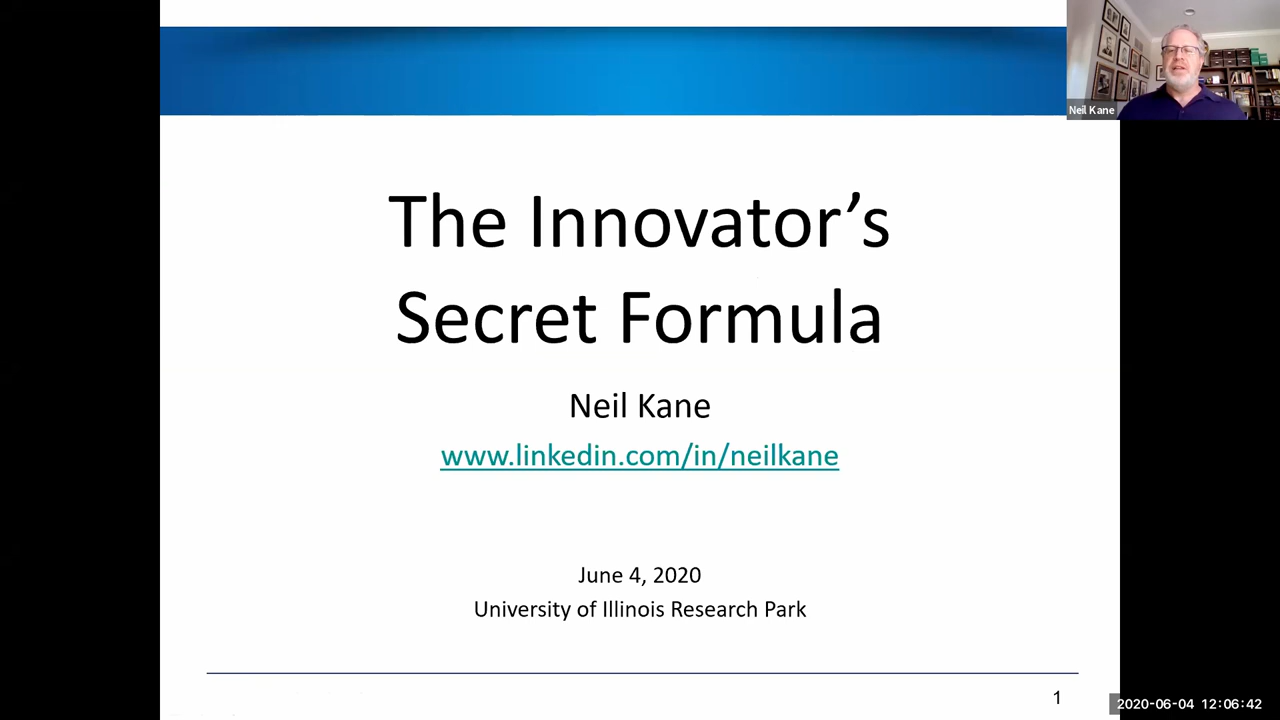 Neil Kane
The Innovator’s
Secret Formula
Neil Kane
www.linkedin.com/in/neilkane
June 4, 2020
University of Illinois Research Park
1
2020-06-04 12:06:42